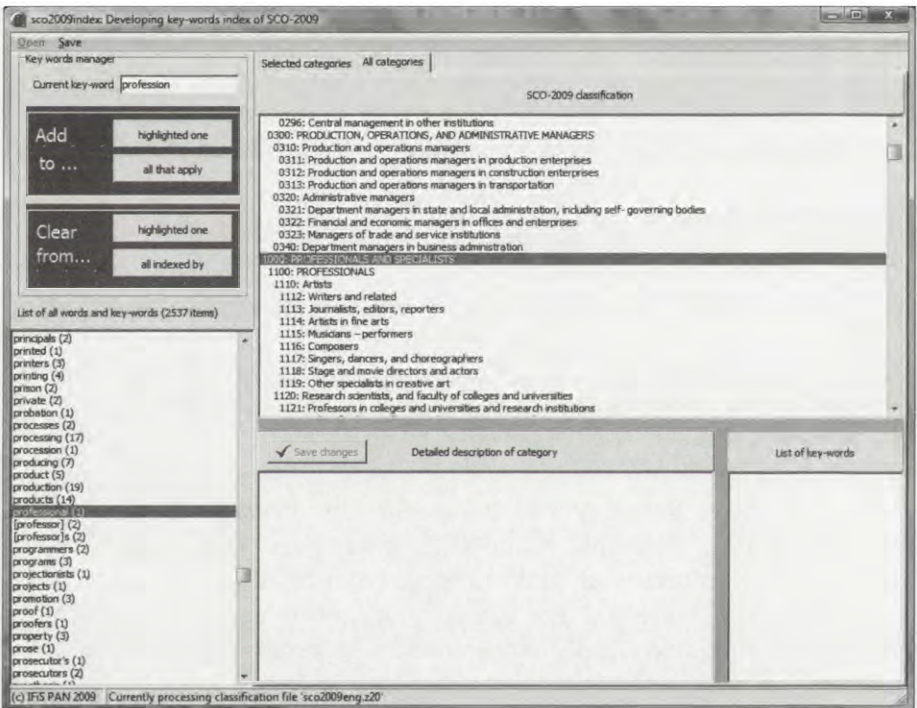 sco2009index: Developing key-words index of SCO-2009
Open Save
Key words manager
Current key-word profession
Add to ...
highlighted one
all that apply
Clear from...
highlighted one
all indexed by
List of all words and key-words (2537 items)
principals (2)
printed (1)
printers (3)
printing (4)
prison (2)
private (2)
probation (1)
processes (2)
processing (17)
procession (1)
producing (7)
product (5)
production (19)
products (14)
professional (1)
[professor] (2)
[professor]s (2)
programmers (2)
programs (3)
projectionists (1)
projects (1)
promotion (3)
proof (1)
proofers (1)
property (3)
prose (1)
prosecutor's (1)
prosecutors (2)
Selected categories All categories
SCO-2009 classification
0296: Central management in other institutions
0300: PRODUCTION, OPERATIONS, AND ADMINISTRATIVE MANAGERS
0310: Production and operations managers
0311: Production and operations managers in production enterprises
0312: Production and operations managers in construction enterprises
0313: Production and operations managers in transportation
0320: Administrative managers
0321: Department managers in state and local administration, including self- governing bodies
0322: Financial and economic managers in offices and enterprises
0323: Managers of trade and service institutions
0340: Department managers in business administration
1000: PROFESSIONALS AND SPECIALISTS
1100: PROFESSIONALS
1110: Artists
1112: Writers and related
1113: Journalists, editors, reporters
1114: Artists in fine arts
1115: Musicians – performers
1116: Composers
1117: Singers, dancers, and choreographers
1118: Stage and movie directors and actors
1119: Other specialists in creative art
1120: Research scientists, and faculty of colleges and universities
1121: Professors in colleges and universities and research institutions
Save changes
Detailed description of category
List of key-words
(c) IFiS PAN 2009 Currently processing classification file 'sco2009eng.z20'